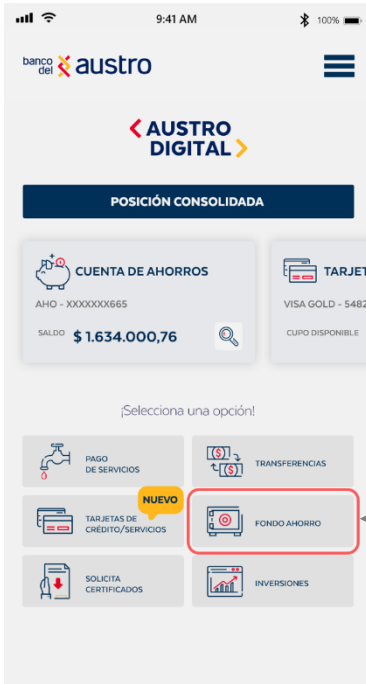 9:41 AM
100%
banco del austro
AUSTRO
DIGITAL
POSICIÓN CONSOLIDADA
CUENTA DE AHORROS
AHO - XXXXXXX665
SALDO $ 1.634.000,76
TARJET
VISA GOLD - 5482
CUPO DISPONIBLE
¡Selecciona una opción!
PAGO
DE SERVICIOS
TRANSFERENCIAS
NUEVO
TARJETAS DE
CRÉDITO/SERVICIOS
FONDO AHORRO
SOLICITA
CERTIFICADOS
INVERSIONES